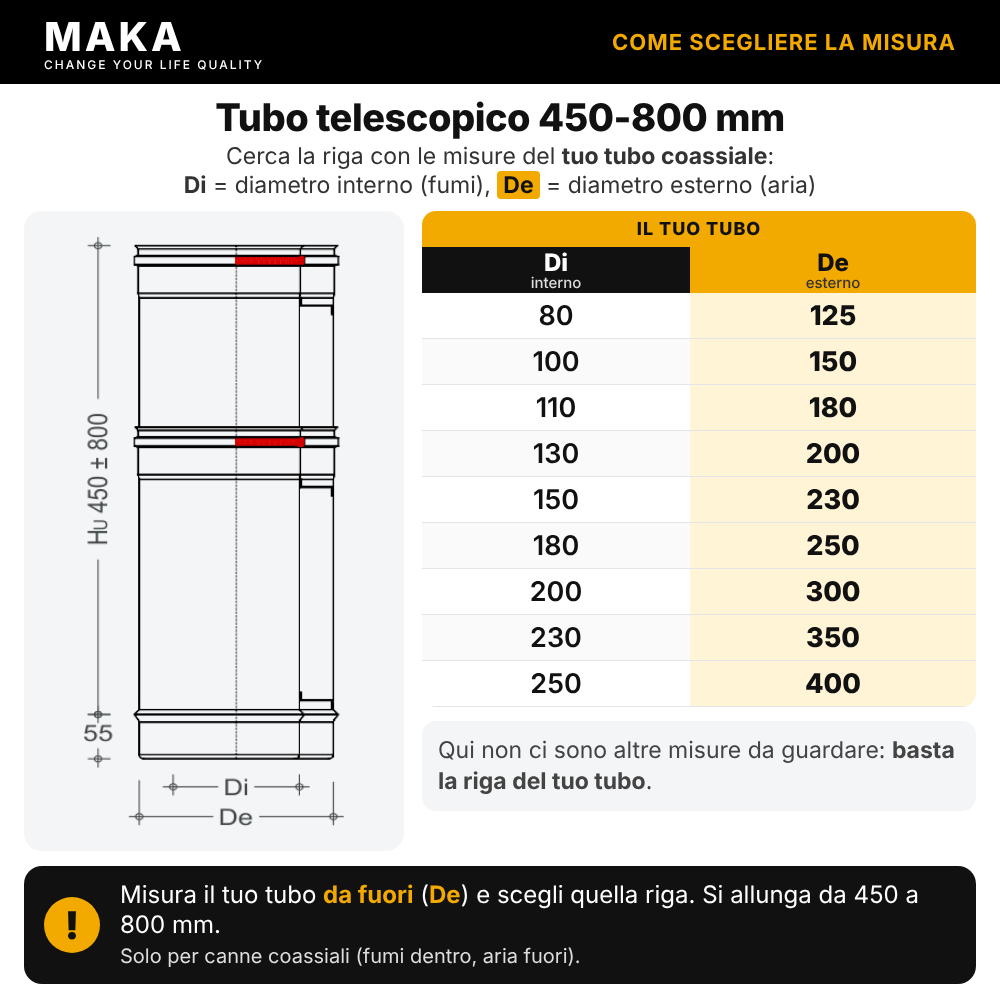 MAKA
CHANGE YOUR LIFE QUALITY
COME SCEGLIERE LA MISURA
Tubo telescopico 450-800 mm
Cerca la riga con le misure del tuo tubo coassiale:
Di = diametro interno (fumi), De = diametro esterno (aria)
Hu 450 ± 800
55
Di
De
IL TUO TUBO
Di De
interno esterno
80 125
100 150
110 180
130 200
150 230
180 250
200 300
230 350
250 400
Qui non ci sono altre misure da guardare: basta
la riga del tuo tubo.
!
Misura il tuo tubo da fuori (De) e scegli quella riga. Si allunga da 450 a
800 mm.
Solo per canne coassiali (fumi dentro, aria fuori).